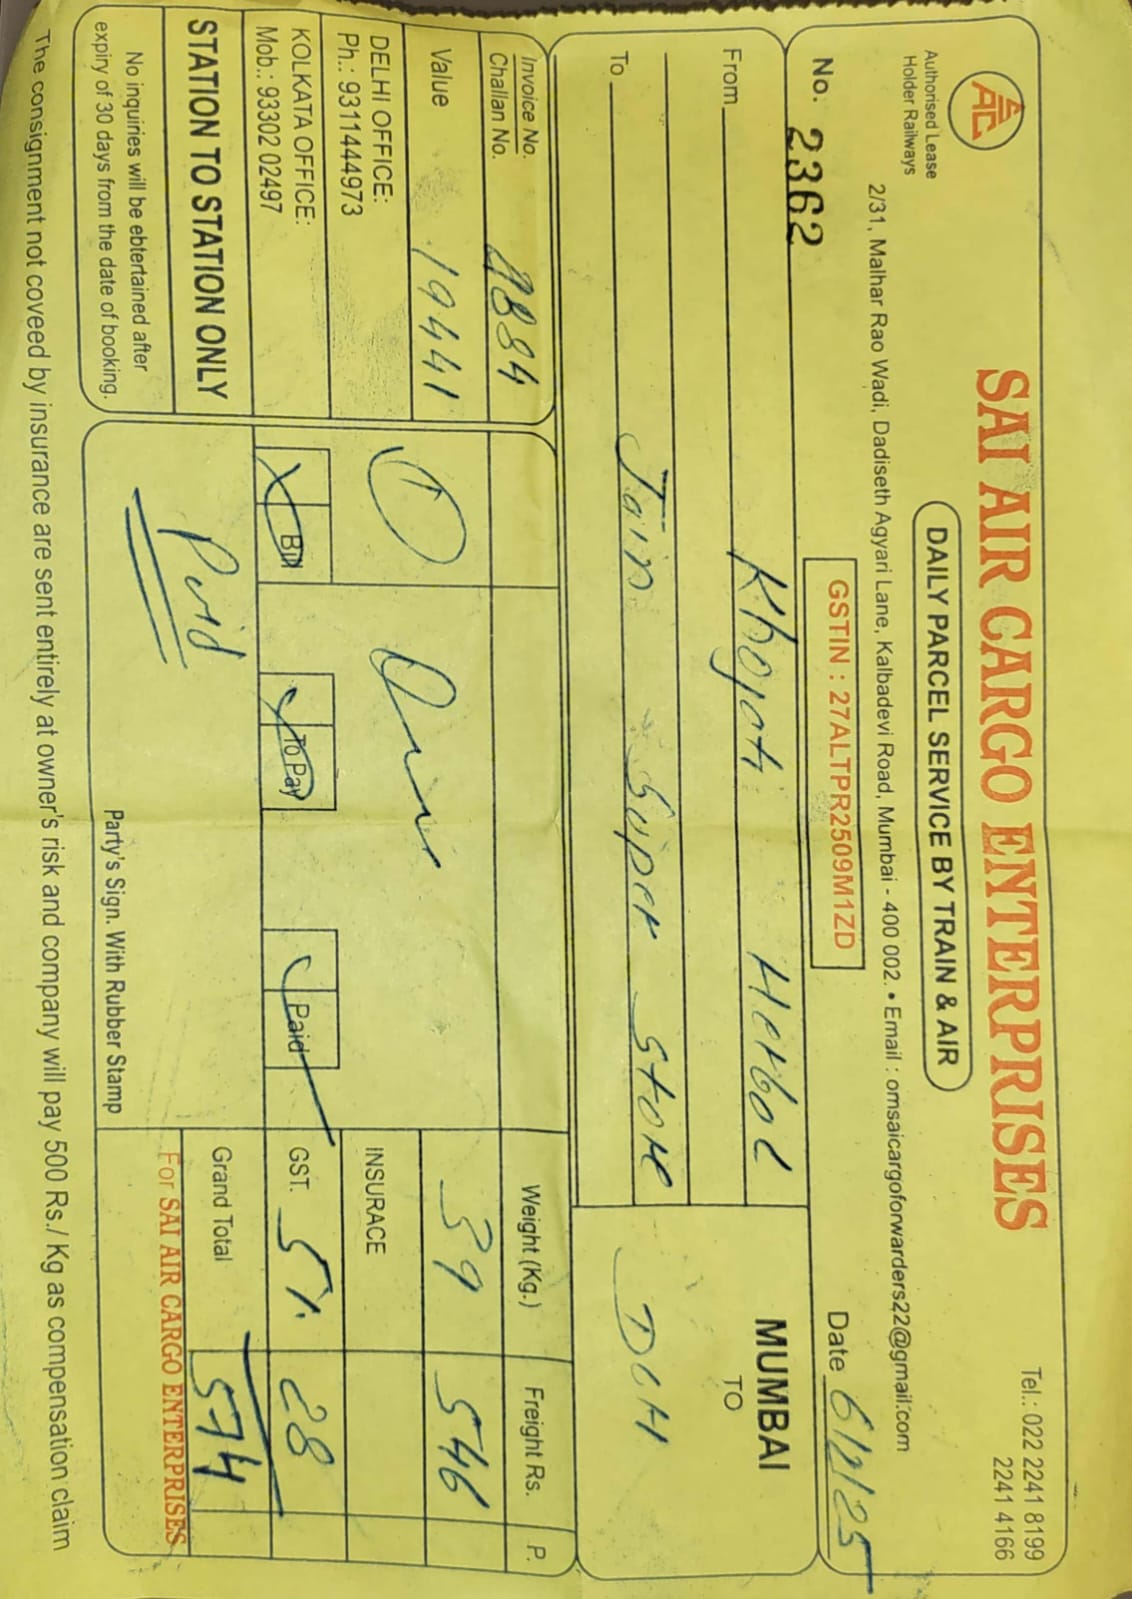 SAC
Authorised Lease
Holder Railways
Tel.: 022 2241 8199
2241 4166
SAI AIR CARGO ENTERPRISES
DAILY PARCEL SERVICE BY TRAIN & AIR
2/31, Malhar Rao Wadi, Dadiseth Agyari Lane, Kalbadevi Road, Mumbai - 400 002. • Email : omsaicargoforwarders22@gmail.com
No. 2362
GSTIN : 27ALTPR2509M1ZD
Date 6/12/25
From Khyati Herbal
MUMBAI
TO
To Jain Super Store
DLH
Invoice No.
Challan No.
Weight (Kg.) Freight Rs. P.
Value 19441
39 546
DELHI OFFICE:
Ph.: 9311444973
INSURACE
KOLKATA OFFICE:
Mob.: 93302 02497
To Pay
Paid
GST. 5% 28
STATION TO STATION ONLY
Paid
Grand Total 574
No inquiries will be ebtertained after
expiry of 30 days from the date of booking.
Party's Sign. With Rubber Stamp
For SAI AIR CARGO ENTERPRISES
The consignment not coveed by insurance are sent entirely at owner's risk and company will pay 500 Rs./ Kg as compensation claim